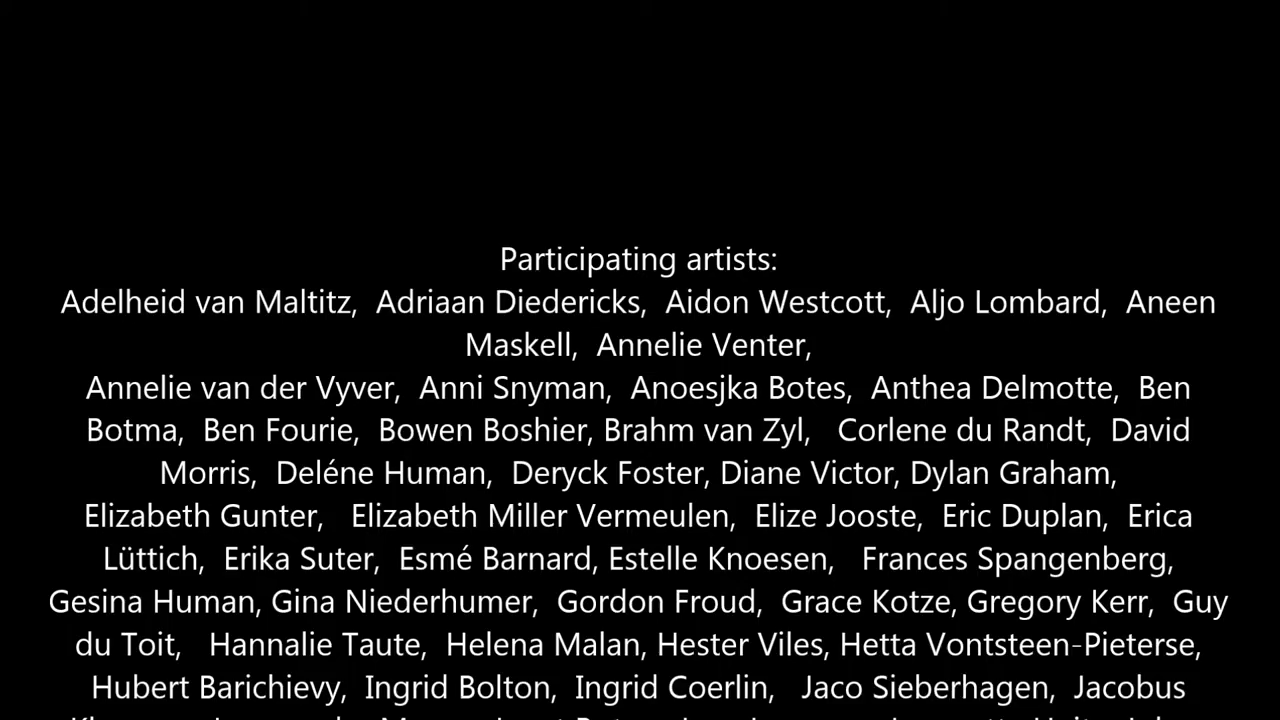 Participating artists:
Adelheid van Maltitz,  Adriaan Diedericks,  Aidon Westcott,  Aljo Lombard,  Aneen
Maskell,  Annelie Venter,
Annelie van der Vyver,  Anni Snyman,  Anoesjka Botes,  Anthea Delmotte,  Ben
Botma,  Ben Fourie,  Bowen Boshier, Brahm van Zyl,   Corlene du Randt,  David
Morris,  Deléne Human,  Deryck Foster, Diane Victor, Dylan Graham,
Elizabeth Gunter,   Elizabeth Miller Vermeulen,  Elize Jooste,  Eric Duplan,  Erica
Lüttich,  Erika Suter,  Esmé Barnard, Estelle Knoesen,   Frances Spangenberg,
Gesina Human, Gina Niederhumer,  Gordon Froud,  Grace Kotze, Gregory Kerr,  Guy
du Toit,   Hannalie Taute,  Helena Malan, Hester Viles, Hetta Vontsteen-Pieterse,
Hubert Barichievy,  Ingrid Bolton,  Ingrid Coerlin,   Jaco Sieberhagen,  Jacobus